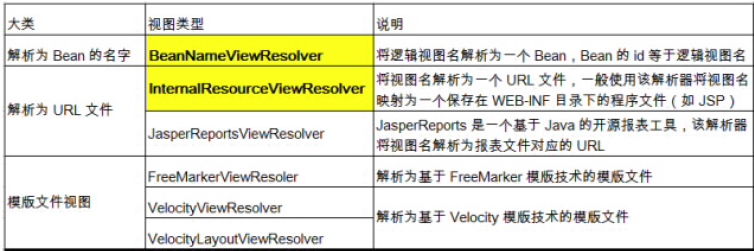 大类 视图类型 说明
解析为 Bean 的名字 BeanNameViewResolver 将逻辑视图名解析为一个 Bean，Bean 的 id 等于逻辑视图名
解析为 URL 文件 InternalResourceViewResolver 将视图名解析为一个 URL 文件，一般使用该解析器将视图名
映射为一个保存在 WEB-INF 目录下的程序文件（如 JSP）
JasperReportsViewResolver JasperReports 是一个基于 Java 的开源报表工具，该解析器
将视图名解析为报表文件对应的 URL
模版文件视图 FreeMarkerViewResoler 解析为基于 FreeMarker 模版技术的模版文件
VelocityViewResolver 解析为基于 Velocity 模版技术的模版文件
VelocityLayoutViewResolver